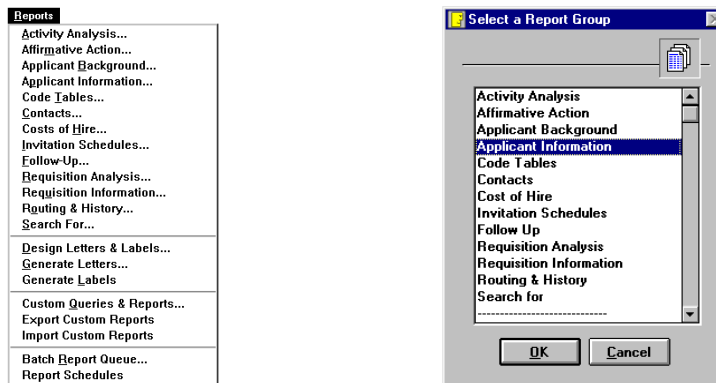 Reports
Activity Analysis...
Affirmative Action...
Applicant Background...
Applicant Information...
Code Tables...
Contacts...
Costs of Hire...
Invitation Schedules...
Follow-Up...
Requisition Analysis...
Requisition Information...
Routing & History...
Search For...
Design Letters & Labels...
Generate Letters...
Generate Labels
Custom Queries & Reports...
Export Custom Reports
Import Custom Reports
Batch Report Queue...
Report Schedules
Select a Report Group
Activity Analysis
Affirmative Action
Applicant Background
Applicant Information
Code Tables
Contacts
Cost of Hire
Invitation Schedules
Follow Up
Requisition Analysis
Requisition Information
Routing & History
Search for
----------------------------
OK
Cancel